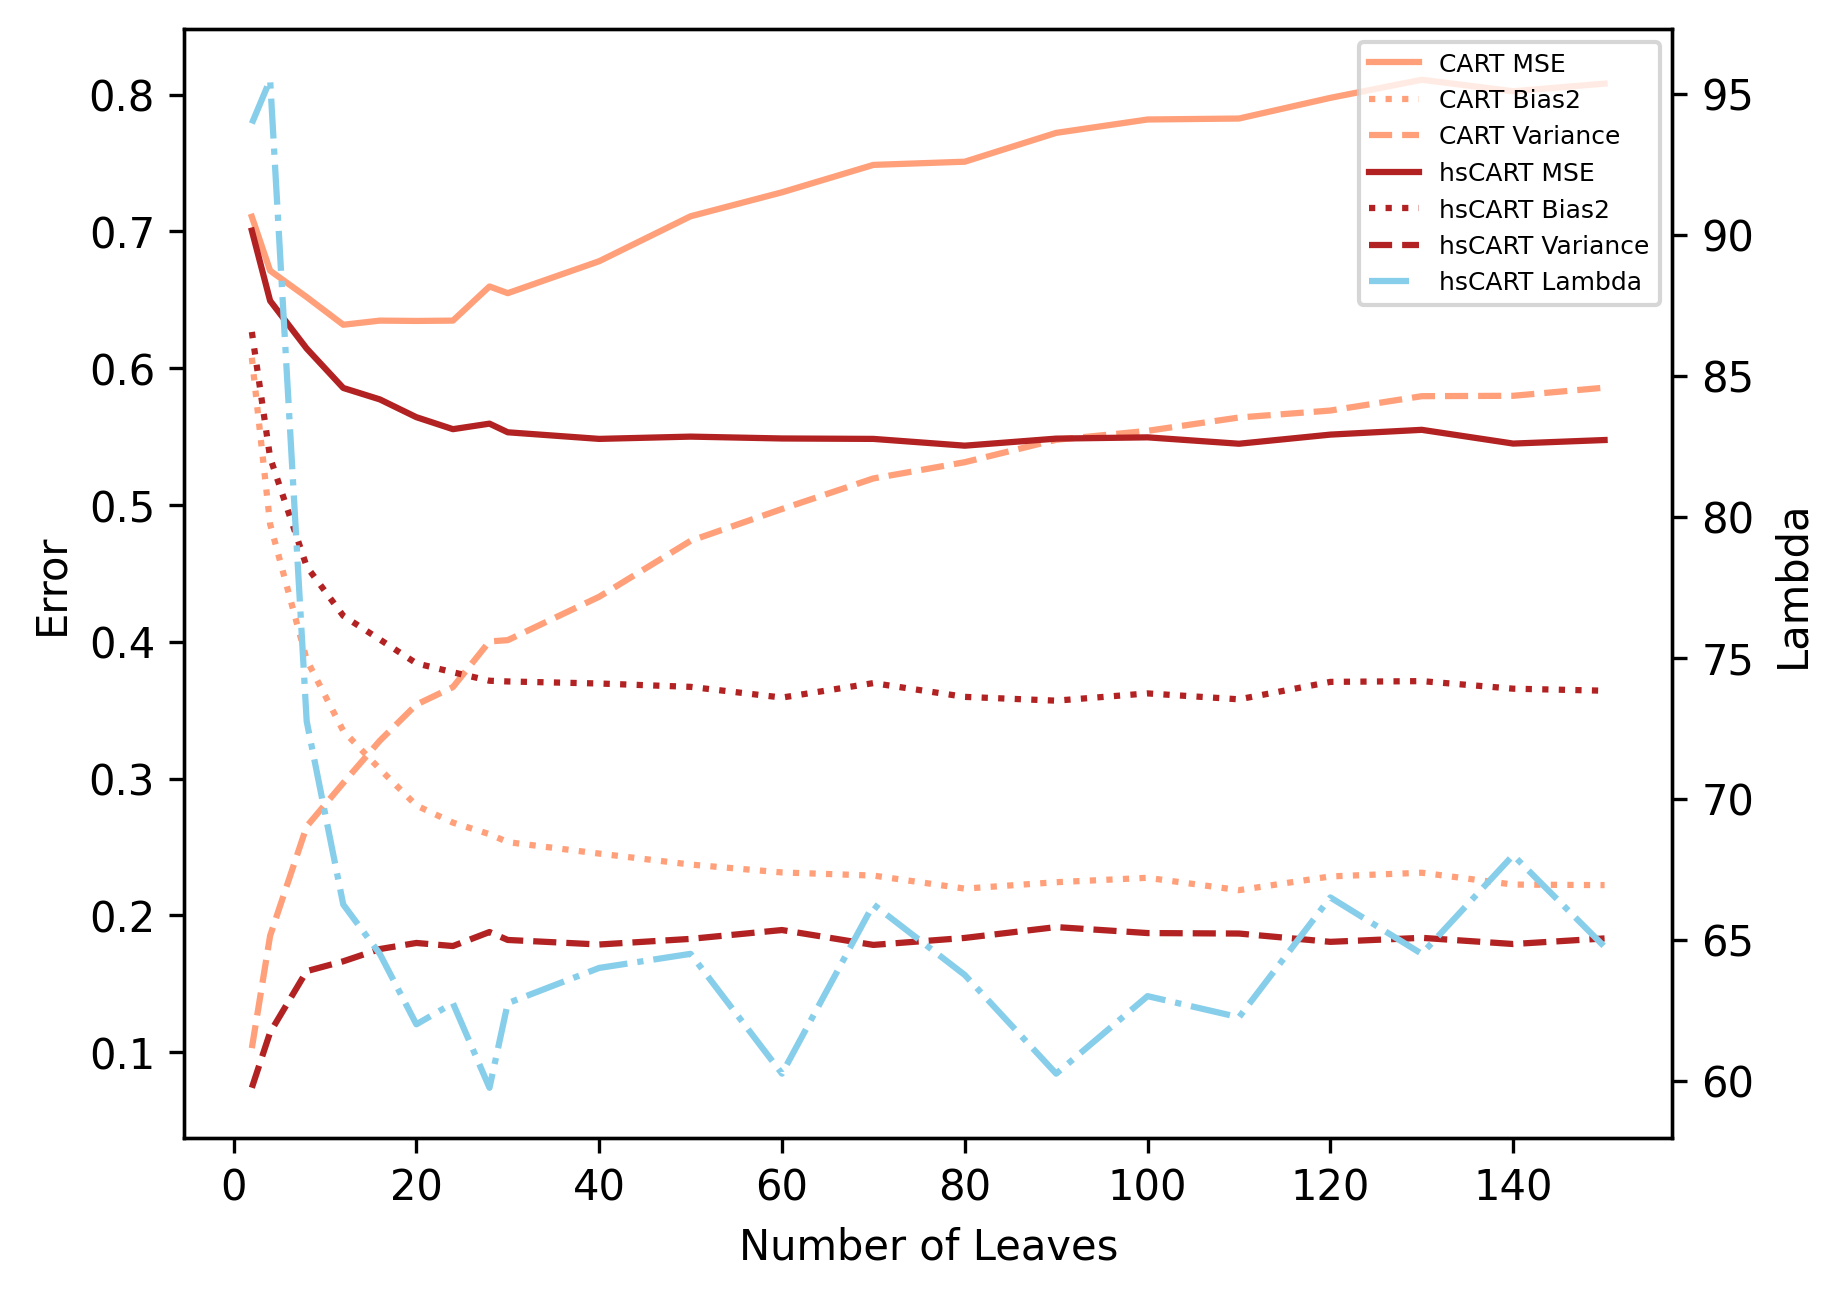 CART MSE
CART Bias2
CART Variance
hsCART MSE
hsCART Bias2
hsCART Variance
hsCART Lambda
0.8
0.7
0.6
0.5
0.4
0.3
0.2
0.1
Error
95
90
85
80
75
70
65
60
Lambda
0 20 40 60 80 100 120 140
Number of Leaves